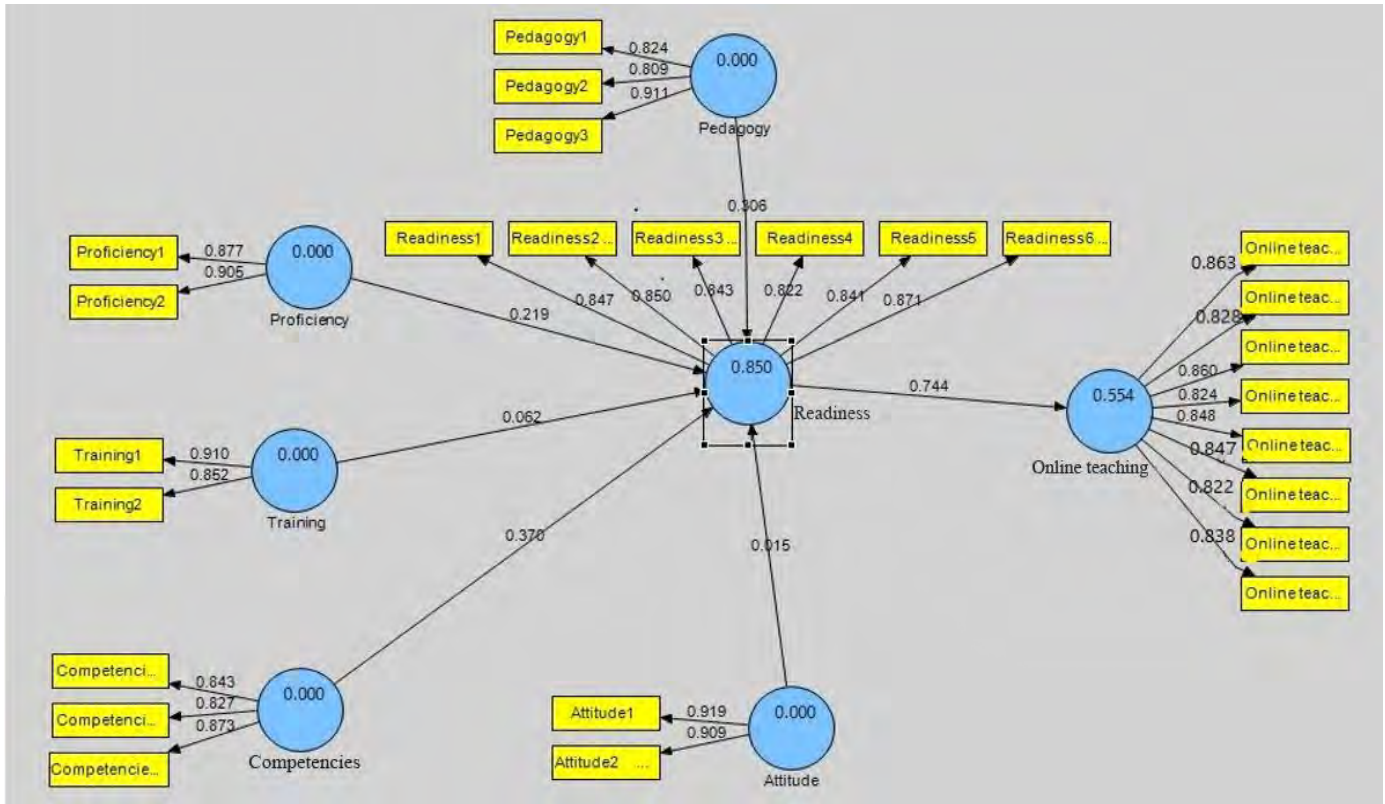 Pedagogy1
0.824
0.000
0.809
Pedagogy2
0.911
Pedagogy3
Pedagogy
0.306
Readiness1
Readiness2 ...
Readiness3 ...
Readiness4
Readiness5
Readiness6 ...
Proficiency1
0.877
0.000
0.905
Proficiency2
Proficiency
0.219
0.847
0.850
0.843
0.822
0.841
0.871
0.850
Readiness
0.744
Online teac...
0.863
Online teac...
0.828
Online teac...
0.860
0.824
Online teac...
0.848
Online teac...
0.847
Online teac...
0.822
Online teac...
0.838
Online teac...
0.554
Online teaching
0.062
Training1
0.910
0.000
0.852
Training2
Training
0.370
0.015
Competenci...
0.843
0.000
0.827
Competenci...
0.873
Competencie...
Competencies
Attitude1
0.919
0.000
0.909
Attitude2 ...
Attitude